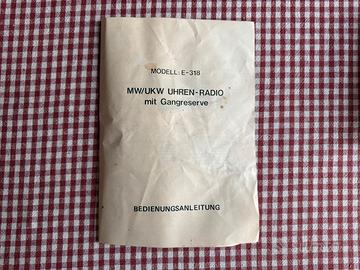 MODELL: E-318
MW/UKW UHREN-RADIO
mit Gangreserve
BEDIENUNGSANLEITUNG